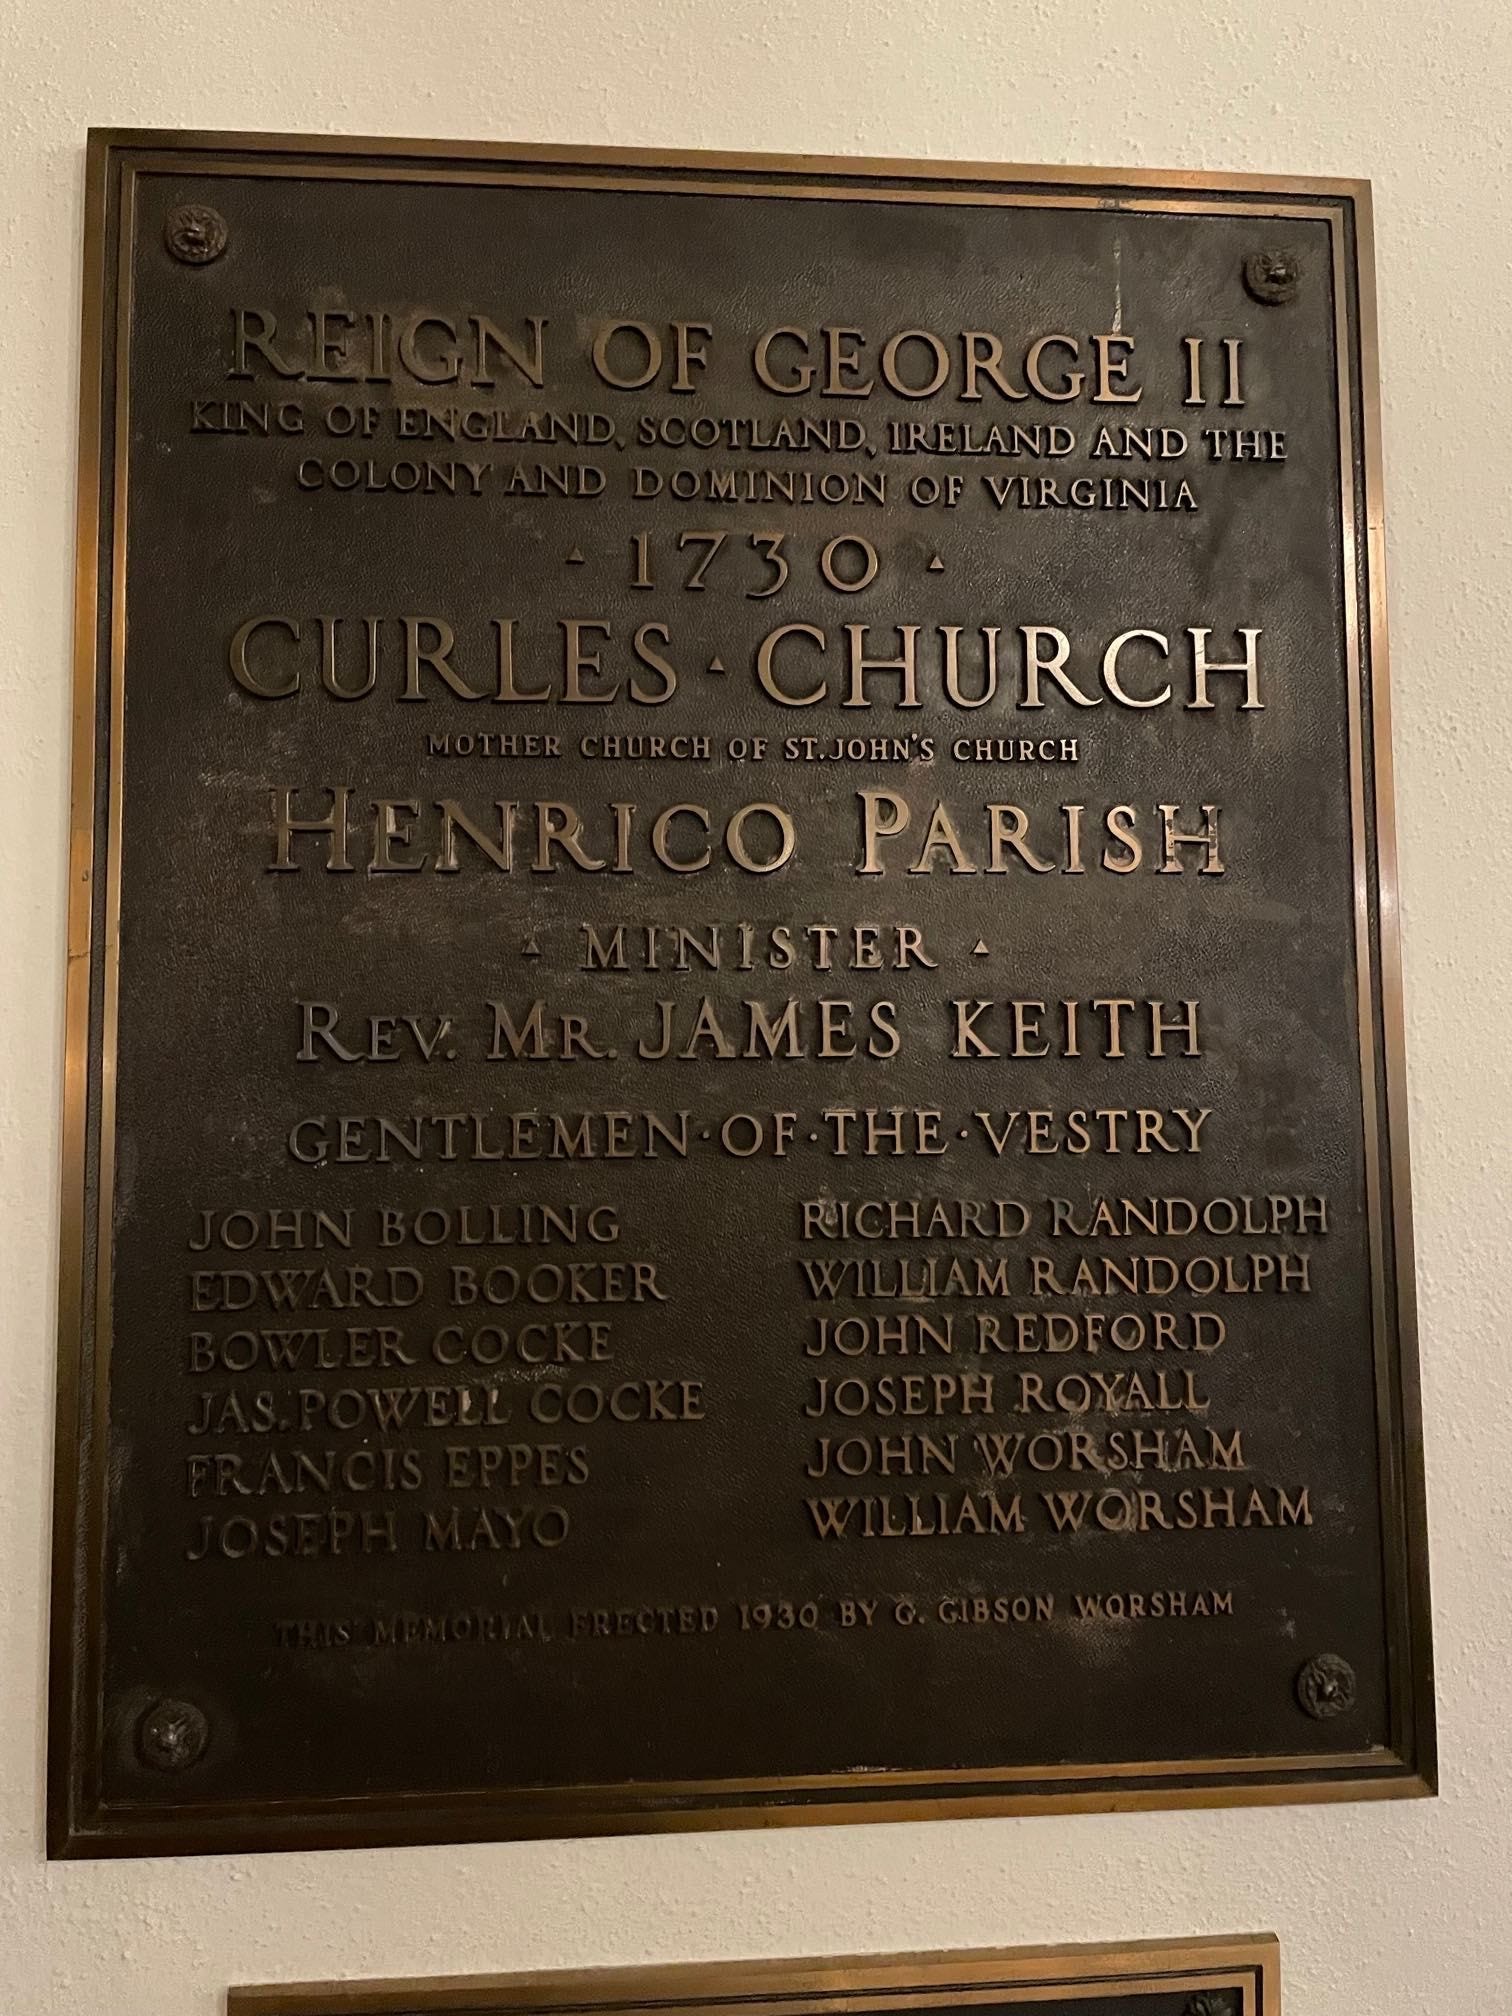 REIGN OF GEORGE II
KING OF ENGLAND, SCOTLAND, IRELAND AND THE
COLONY AND DOMINION OF VIRGINIA
· 1730 ·
CURLES · CHURCH
MOTHER CHURCH OF ST. JOHN'S CHURCH
HENRICO PARISH
· MINISTER ·
REV. MR. JAMES KEITH
GENTLEMEN · OF · THE · VESTRY
JOHN BOLLING
EDWARD BOOKER
BOWLER COCKE
JAS. POWELL COCKE
FRANCIS EPPES
JOSEPH MAYO
RICHARD RANDOLPH
WILLIAM RANDOLPH
JOHN REDFORD
JOSEPH ROYALL
JOHN WORSHAM
WILLIAM WORSHAM
THIS MEMORIAL ERECTED 1930 BY G. GIBSON WORSHAM